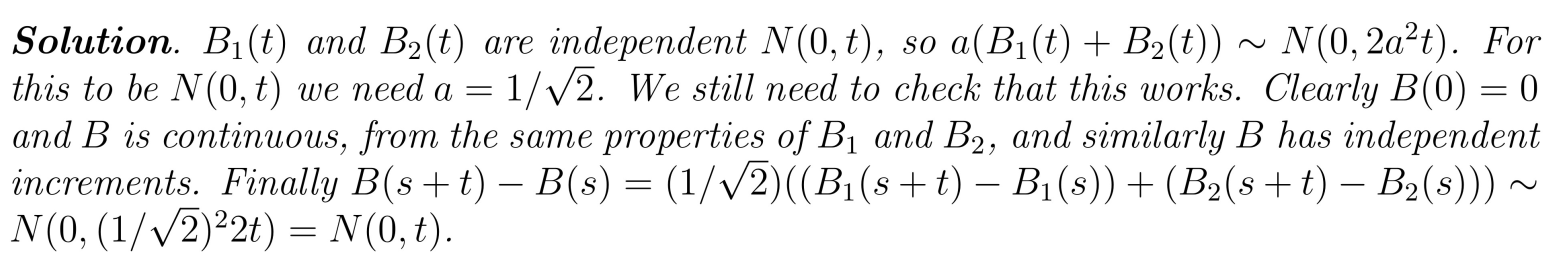 Solution. B₁(t) and B₂(t) are independent N(0, t), so a(B₁(t) + B₂(t)) ∼ N(0, 2a²t). For
this to be N(0, t) we need a = 1/√2. We still need to check that this works. Clearly B(0) = 0
and B is continuous, from the same properties of B₁ and B₂, and similarly B has independent
increments. Finally B(s + t) − B(s) = (1/√2)((B₁(s + t) − B₁(s)) + (B₂(s + t) − B₂(s))) ∼
N(0, (1/√2)²2t) = N(0, t).